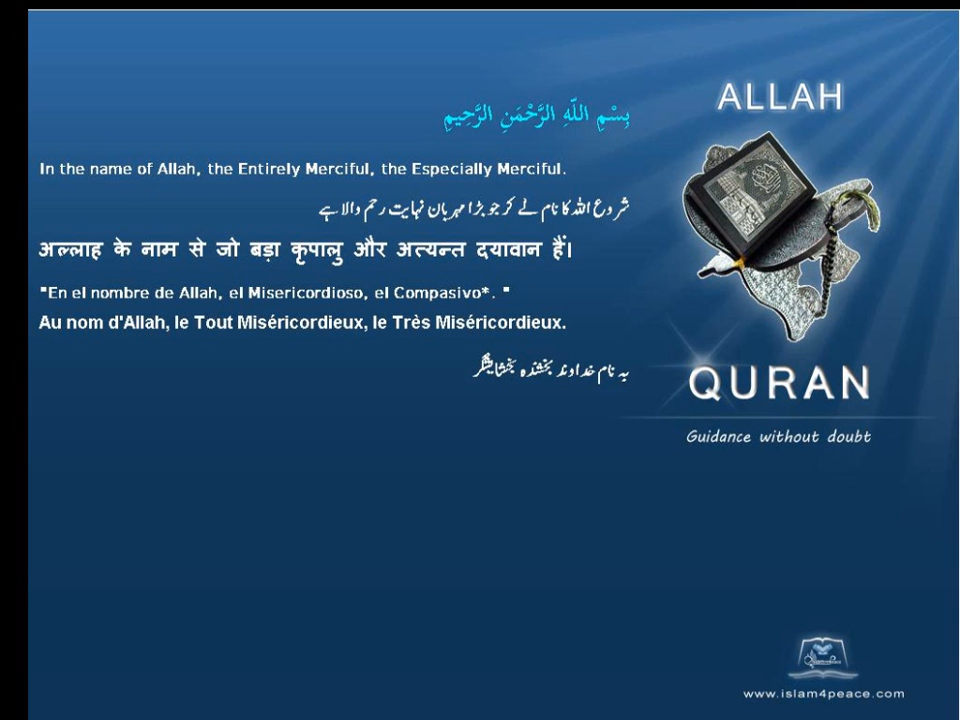 بِسْمِ اللّهِ الرَّحْمَنِ الرَّحِيمِ
In the name of Allah, the Entirely Merciful, the Especially Merciful.
شروع الله کا نام لے کر جو بڑا مہربان نہایت رحم والا ہے
अल्लाह के नाम से जो बड़ा कृपालु और अत्यन्त दयावान हैं।
"En el nombre de Allah, el Misericordioso, el Compasivo*. "
Au nom d'Allah, le Tout Miséricordieux, le Très Miséricordieux.
به نام خداوند بخشنده بخشایشگر
ALLAH
QURAN
Guidance without doubt
www.islam4peace.com